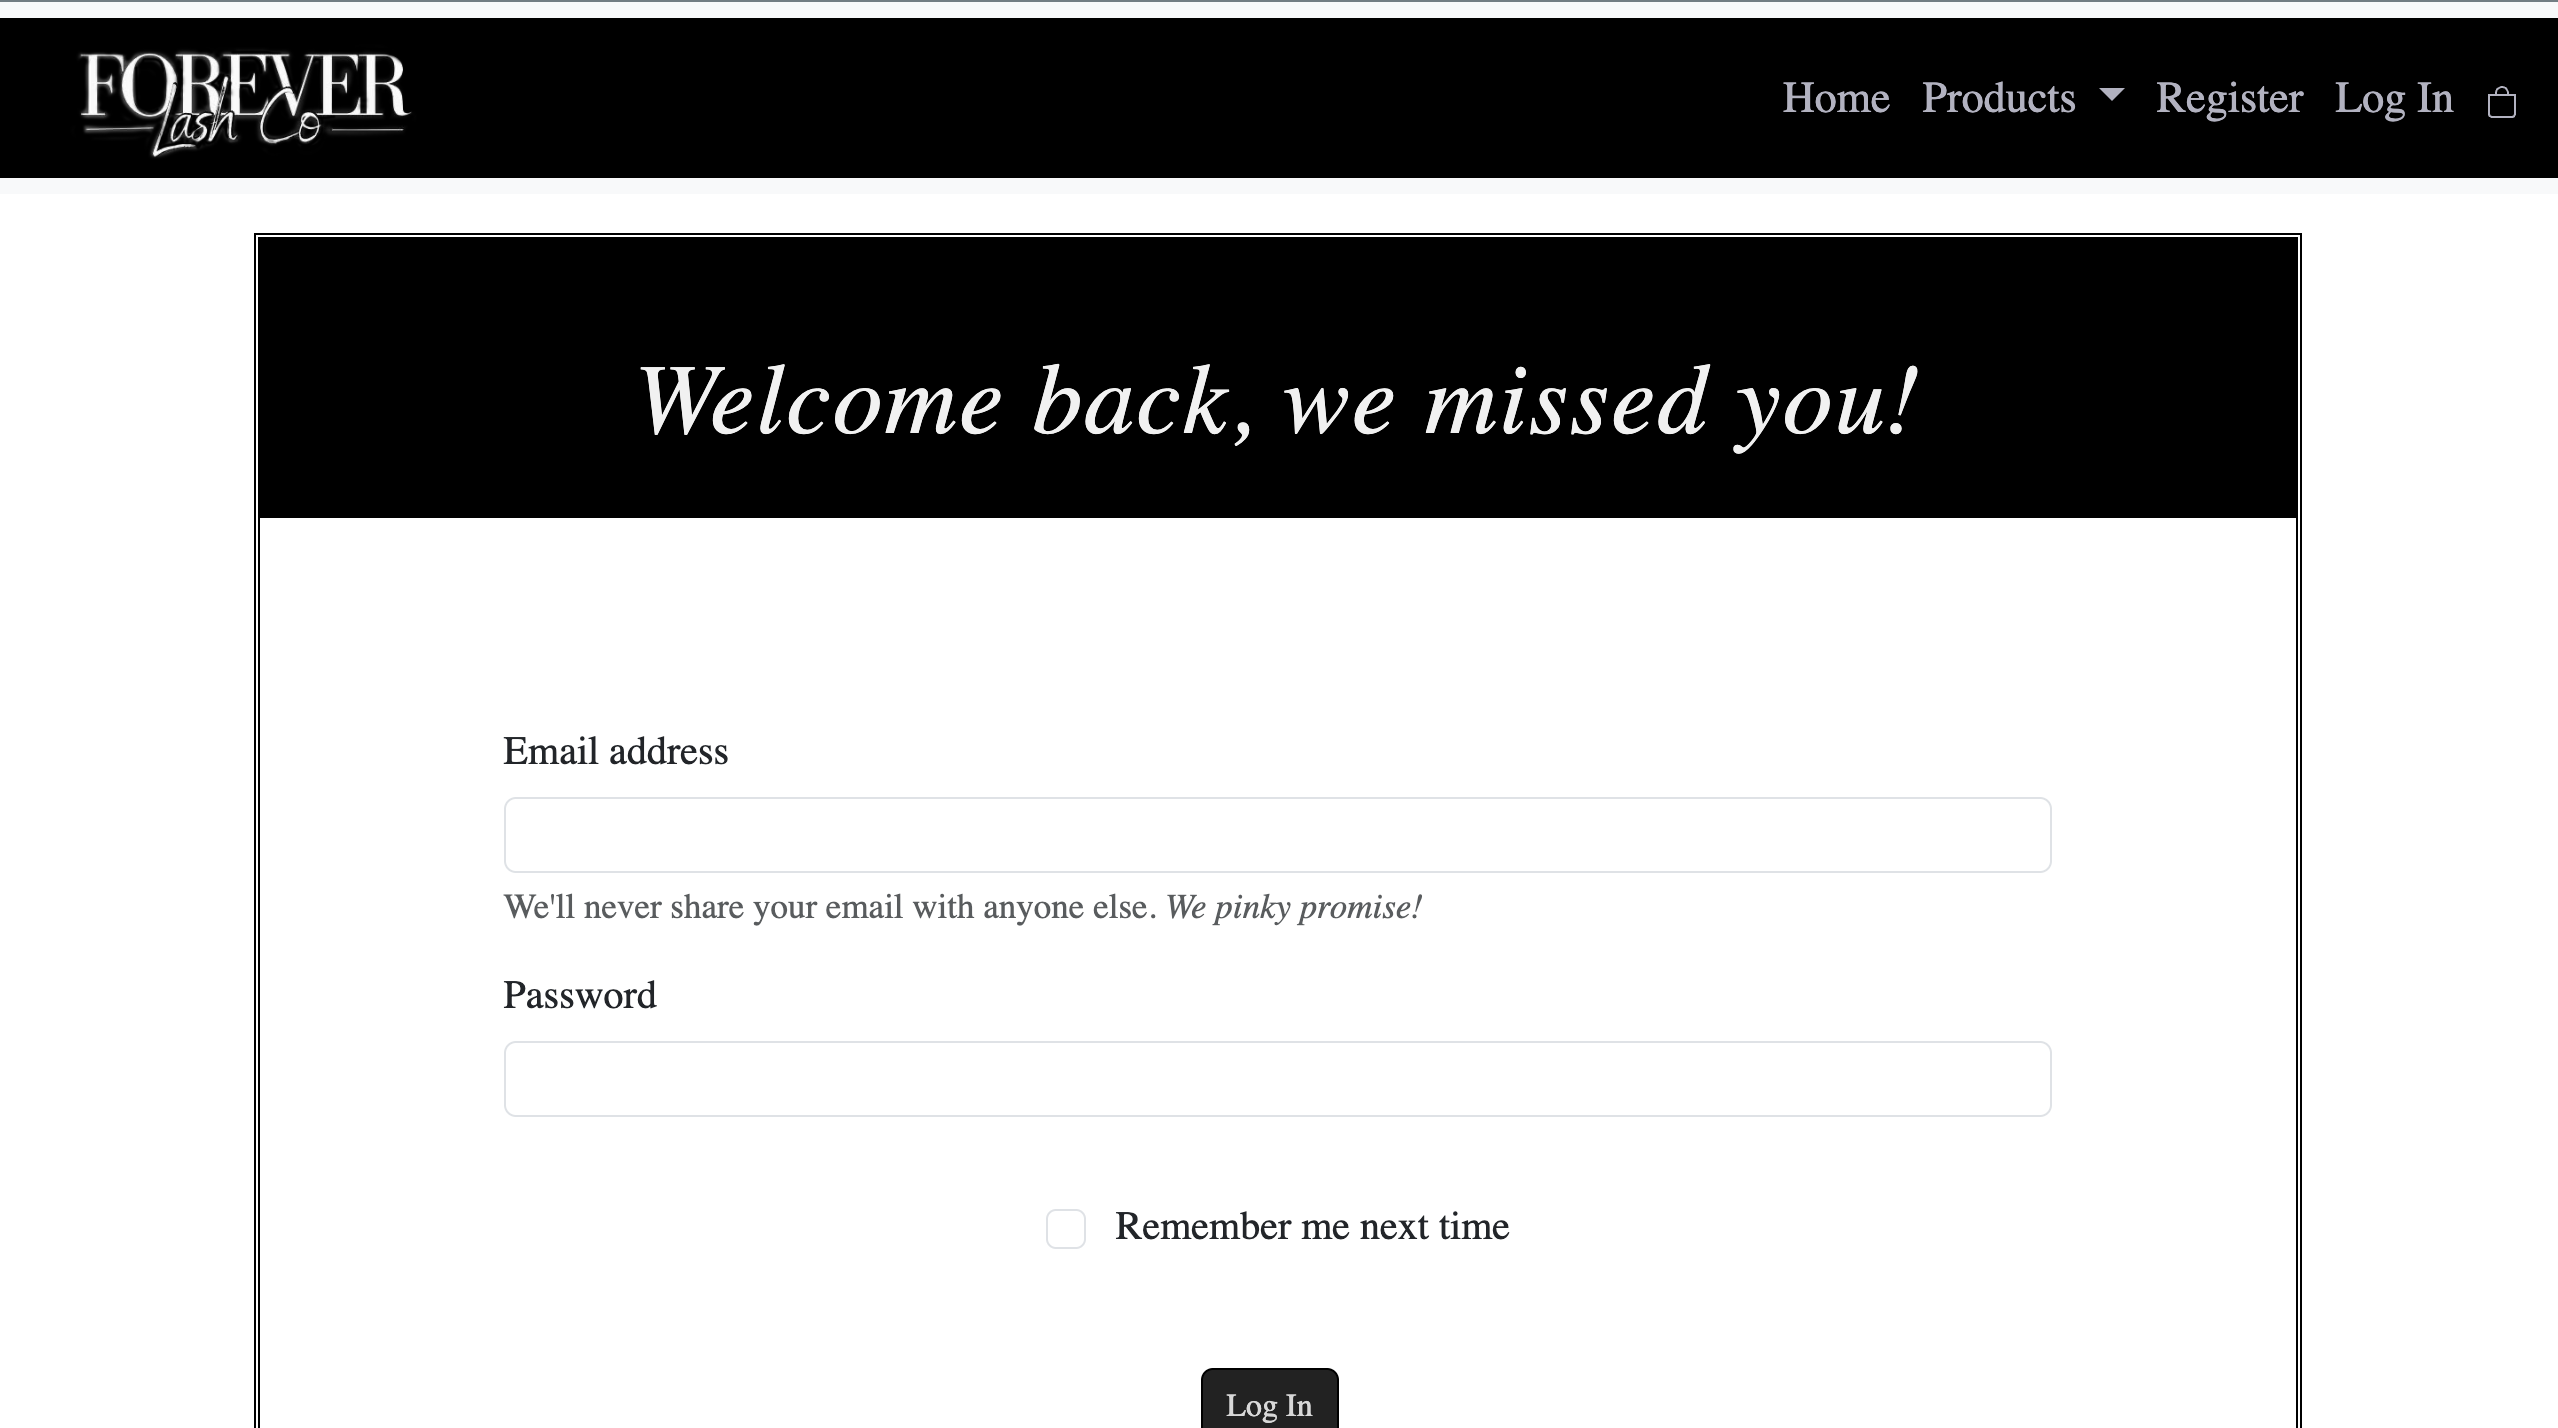 FOREVER
Lash Co
Home Products Register Log In
Welcome back, we missed you!
Email address
We'll never share your email with anyone else. We pinky promise!
Password
Remember me next time
Log In